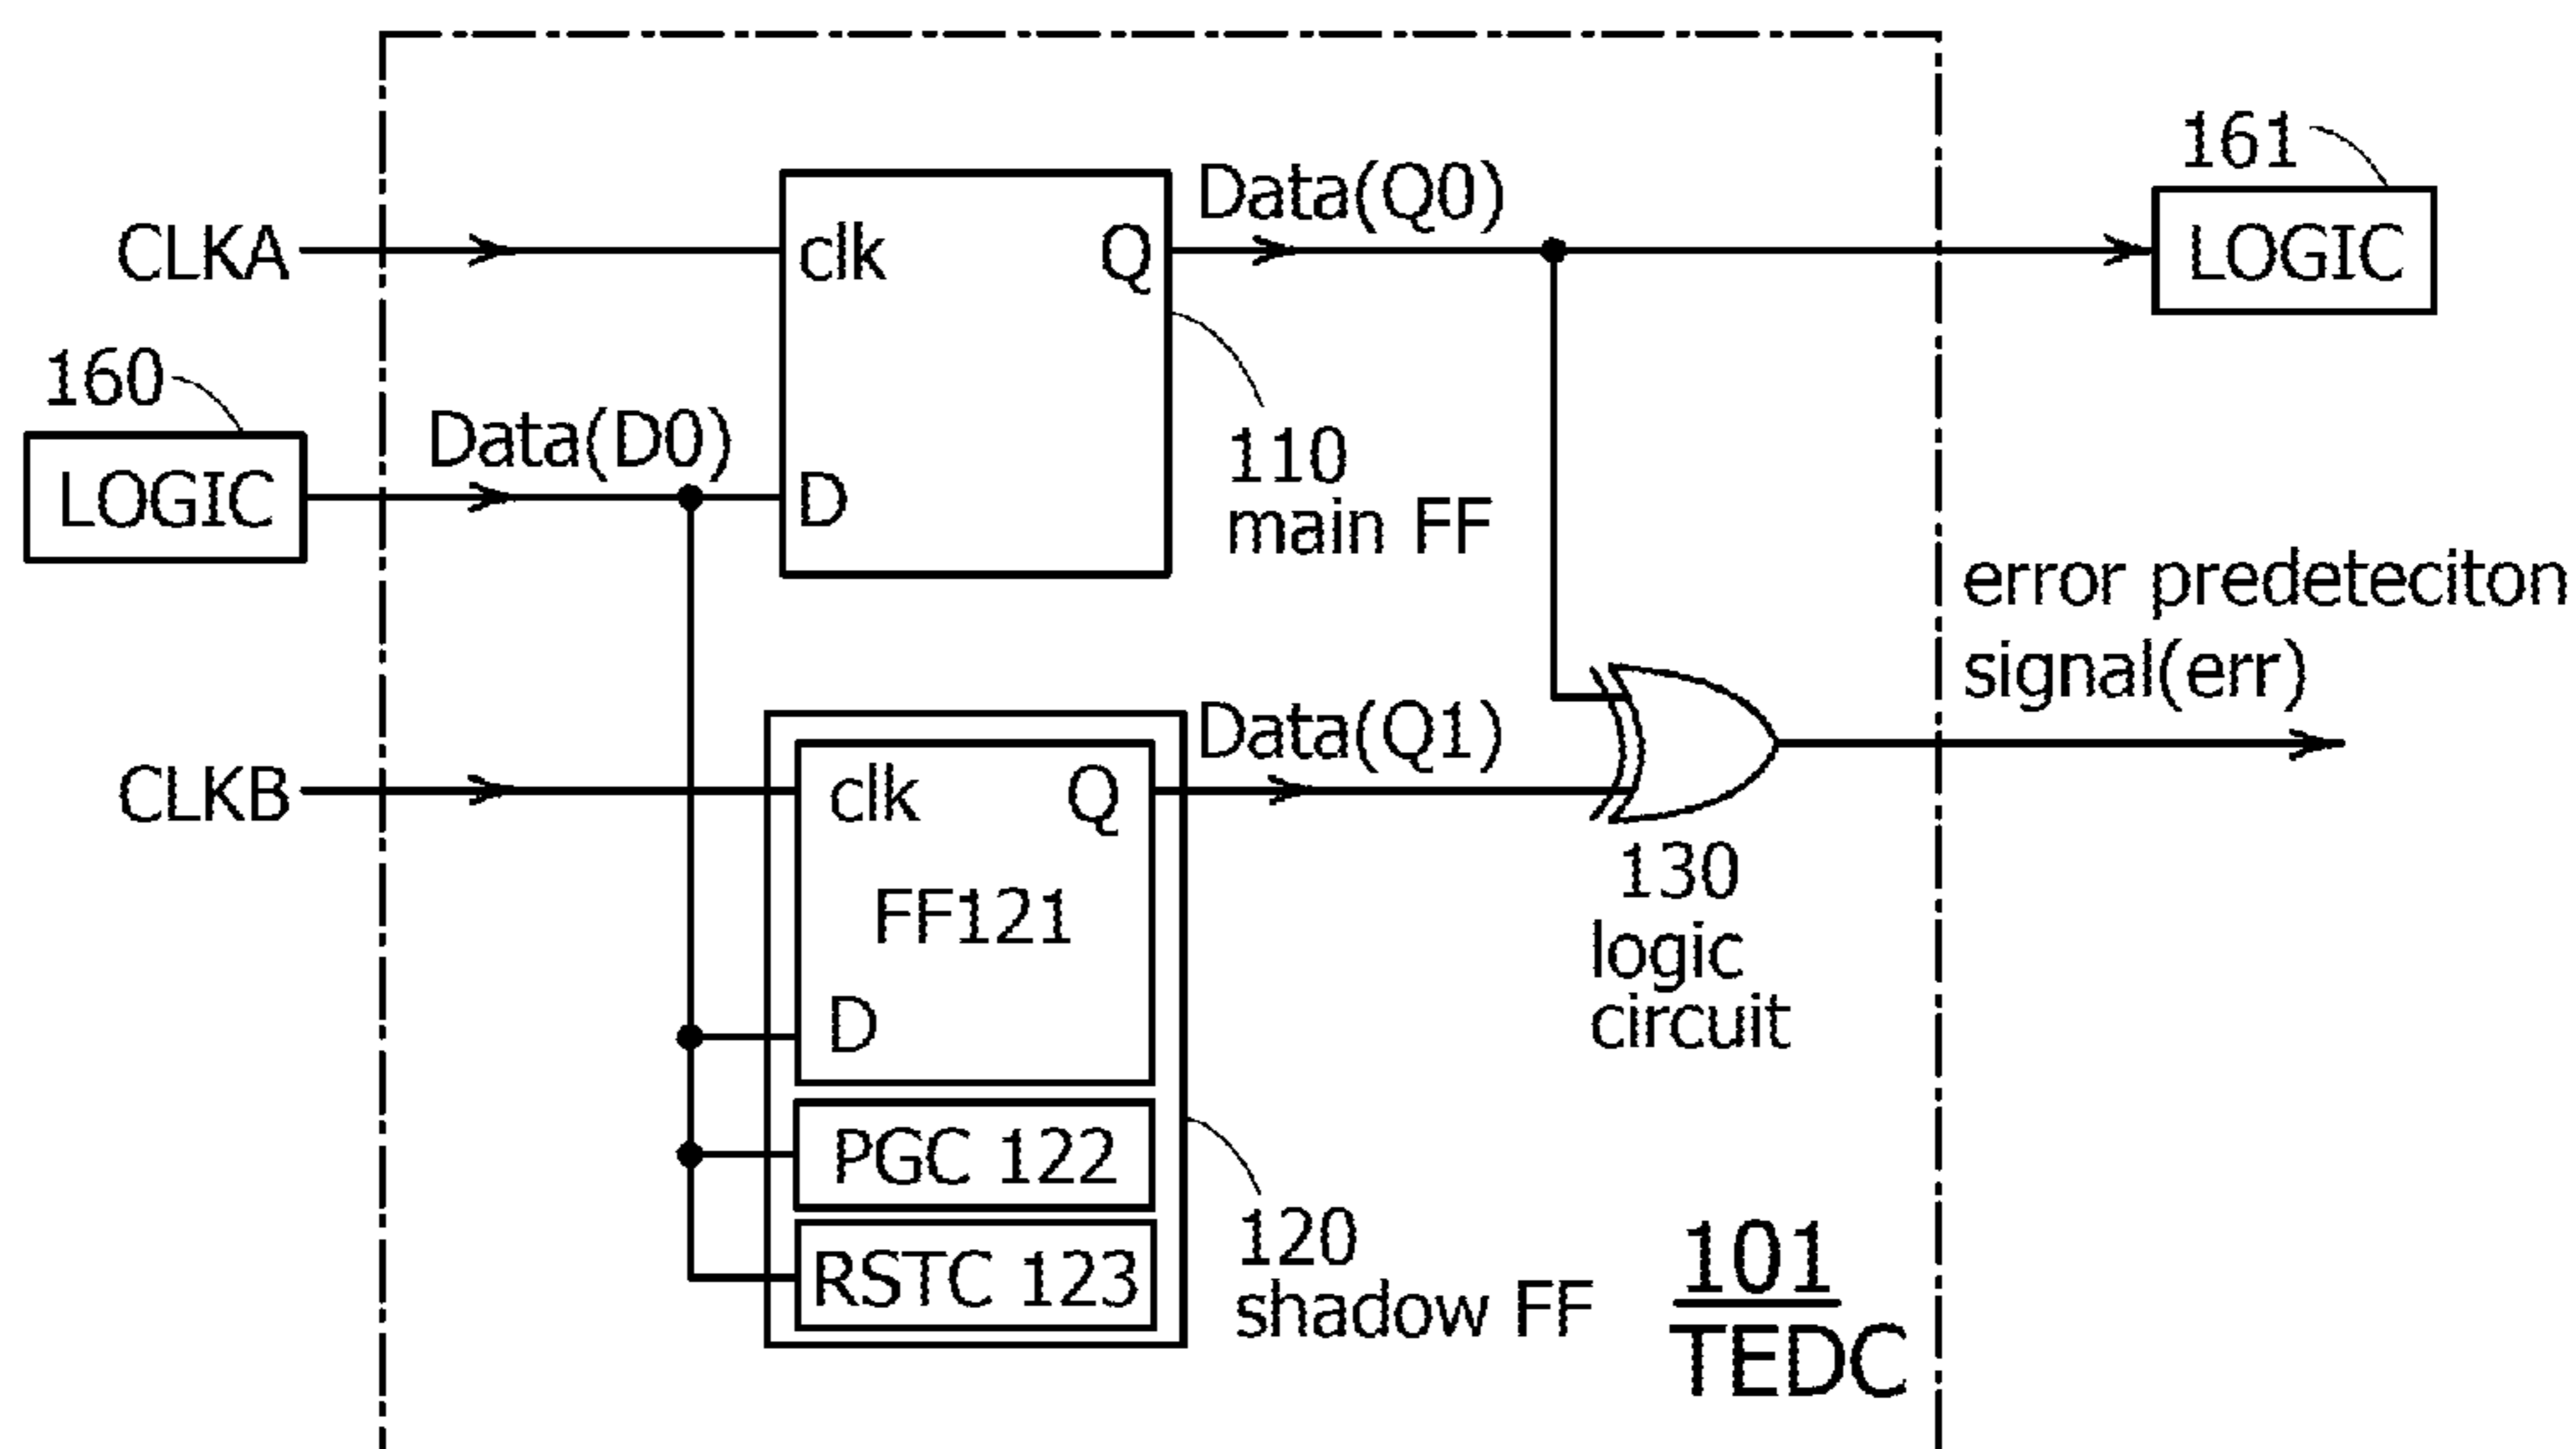 161
Data(Q0)
CLKA
clk
Q
LOGIC
160
Data(D0)
LOGIC
D
110
main FF
error predeteciton
signal(err)
Data(Q1)
CLKB
clk
Q
FF121
130
logic
circuit
D
PGC 122
RSTC 123
120
shadow FF
101
TEDC